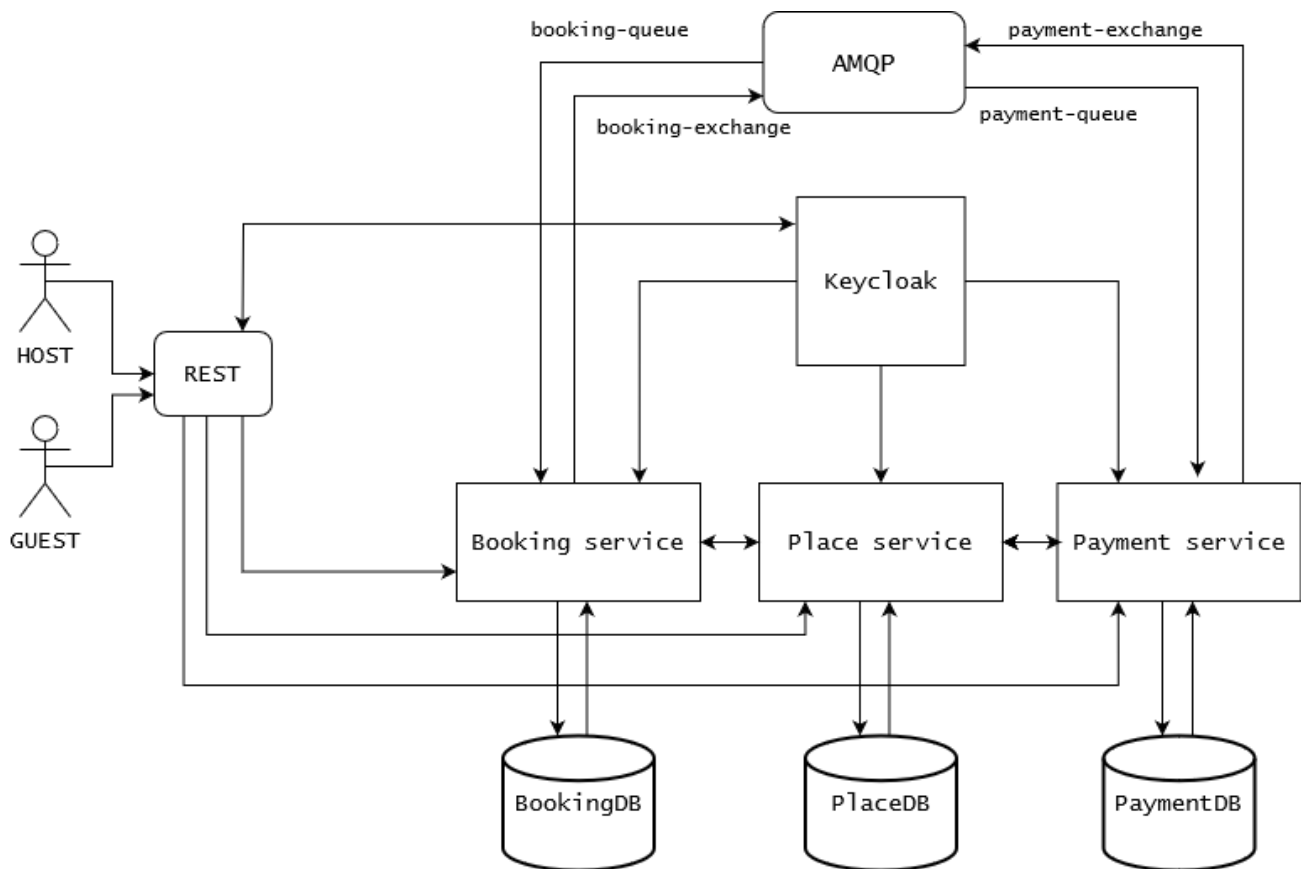 booking-queue
AMQP
payment-exchange
booking-exchange
payment-queue
Keycloak
HOST
REST
GUEST
Booking service
Place service
Payment service
BookingDB
PlaceDB
PaymentDB